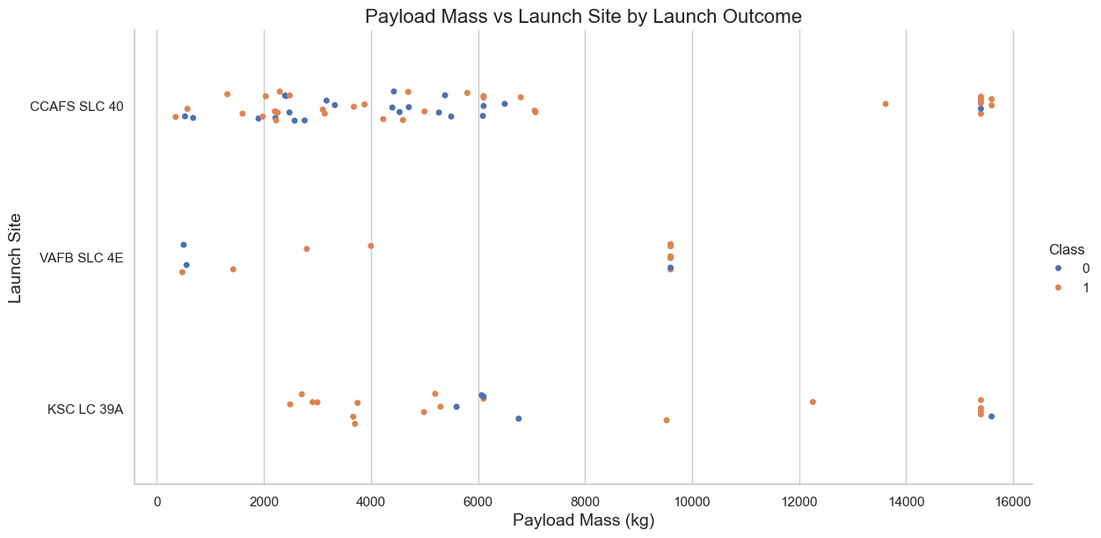 Payload Mass vs Launch Site by Launch Outcome
Launch Site
CCAFS SLC 40
VAFB SLC 4E
KSC LC 39A
0 2000 4000 6000 8000 10000 12000 14000 16000
Payload Mass (kg)
Class
0
1